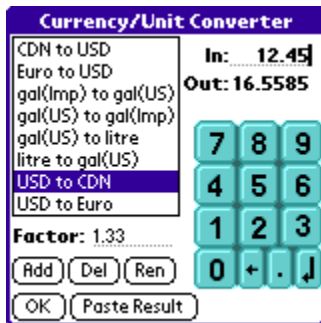 Currency/Unit Converter
CDN to USD
Euro to USD
gal(Imp) to gal(US)
gal(US) to gal(Imp)
gal(US) to litre
litre to gal(US)
USD to CDN
USD to Euro
In: 12.45
Out: 16.5585
7 8 9
4 5 6
1 2 3
0 ← . ↲
Factor: 1.33
Add Del Ren
OK Paste Result